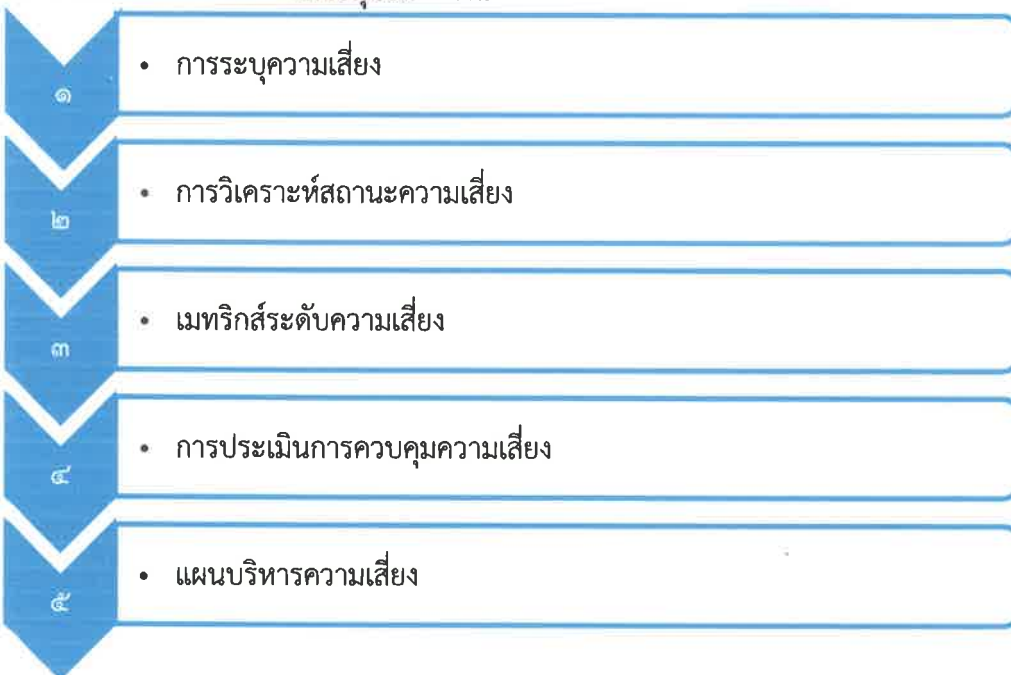 ๑
• การระบุความเสี่ยง
๒
• การวิเคราะห์สถานะความเสี่ยง
๓
• เมทริกส์ระดับความเสี่ยง
๔
• การประเมินการควบคุมความเสี่ยง
๕
• แผนบริหารความเสี่ยง